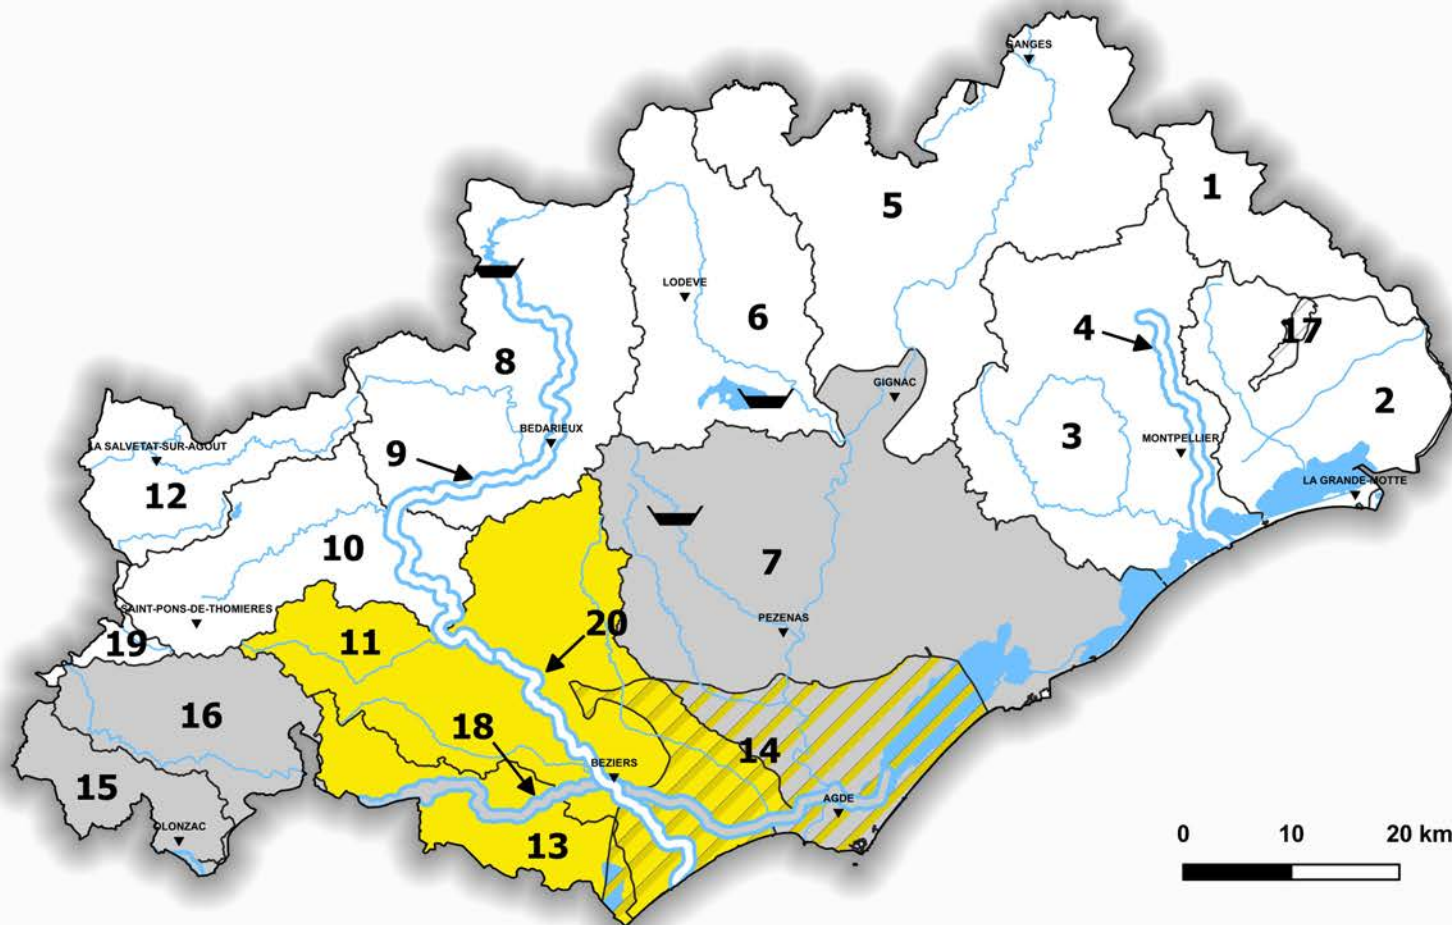 GANGES
1
5
LODEVE
6
4
17
8
GIGNAC
2
BEDARIEUX
3
MONTPELLIER
LA SALVETAT-SUR-AGOUT
9
LA GRANDE-MOTTE
12
10
7
SAINT-PONS-DE-THOMIERES
PEZENAS
20
19
11
16
18
14
BEZIERS
15
AGDE
OLONZAC
13
0 10 20 km